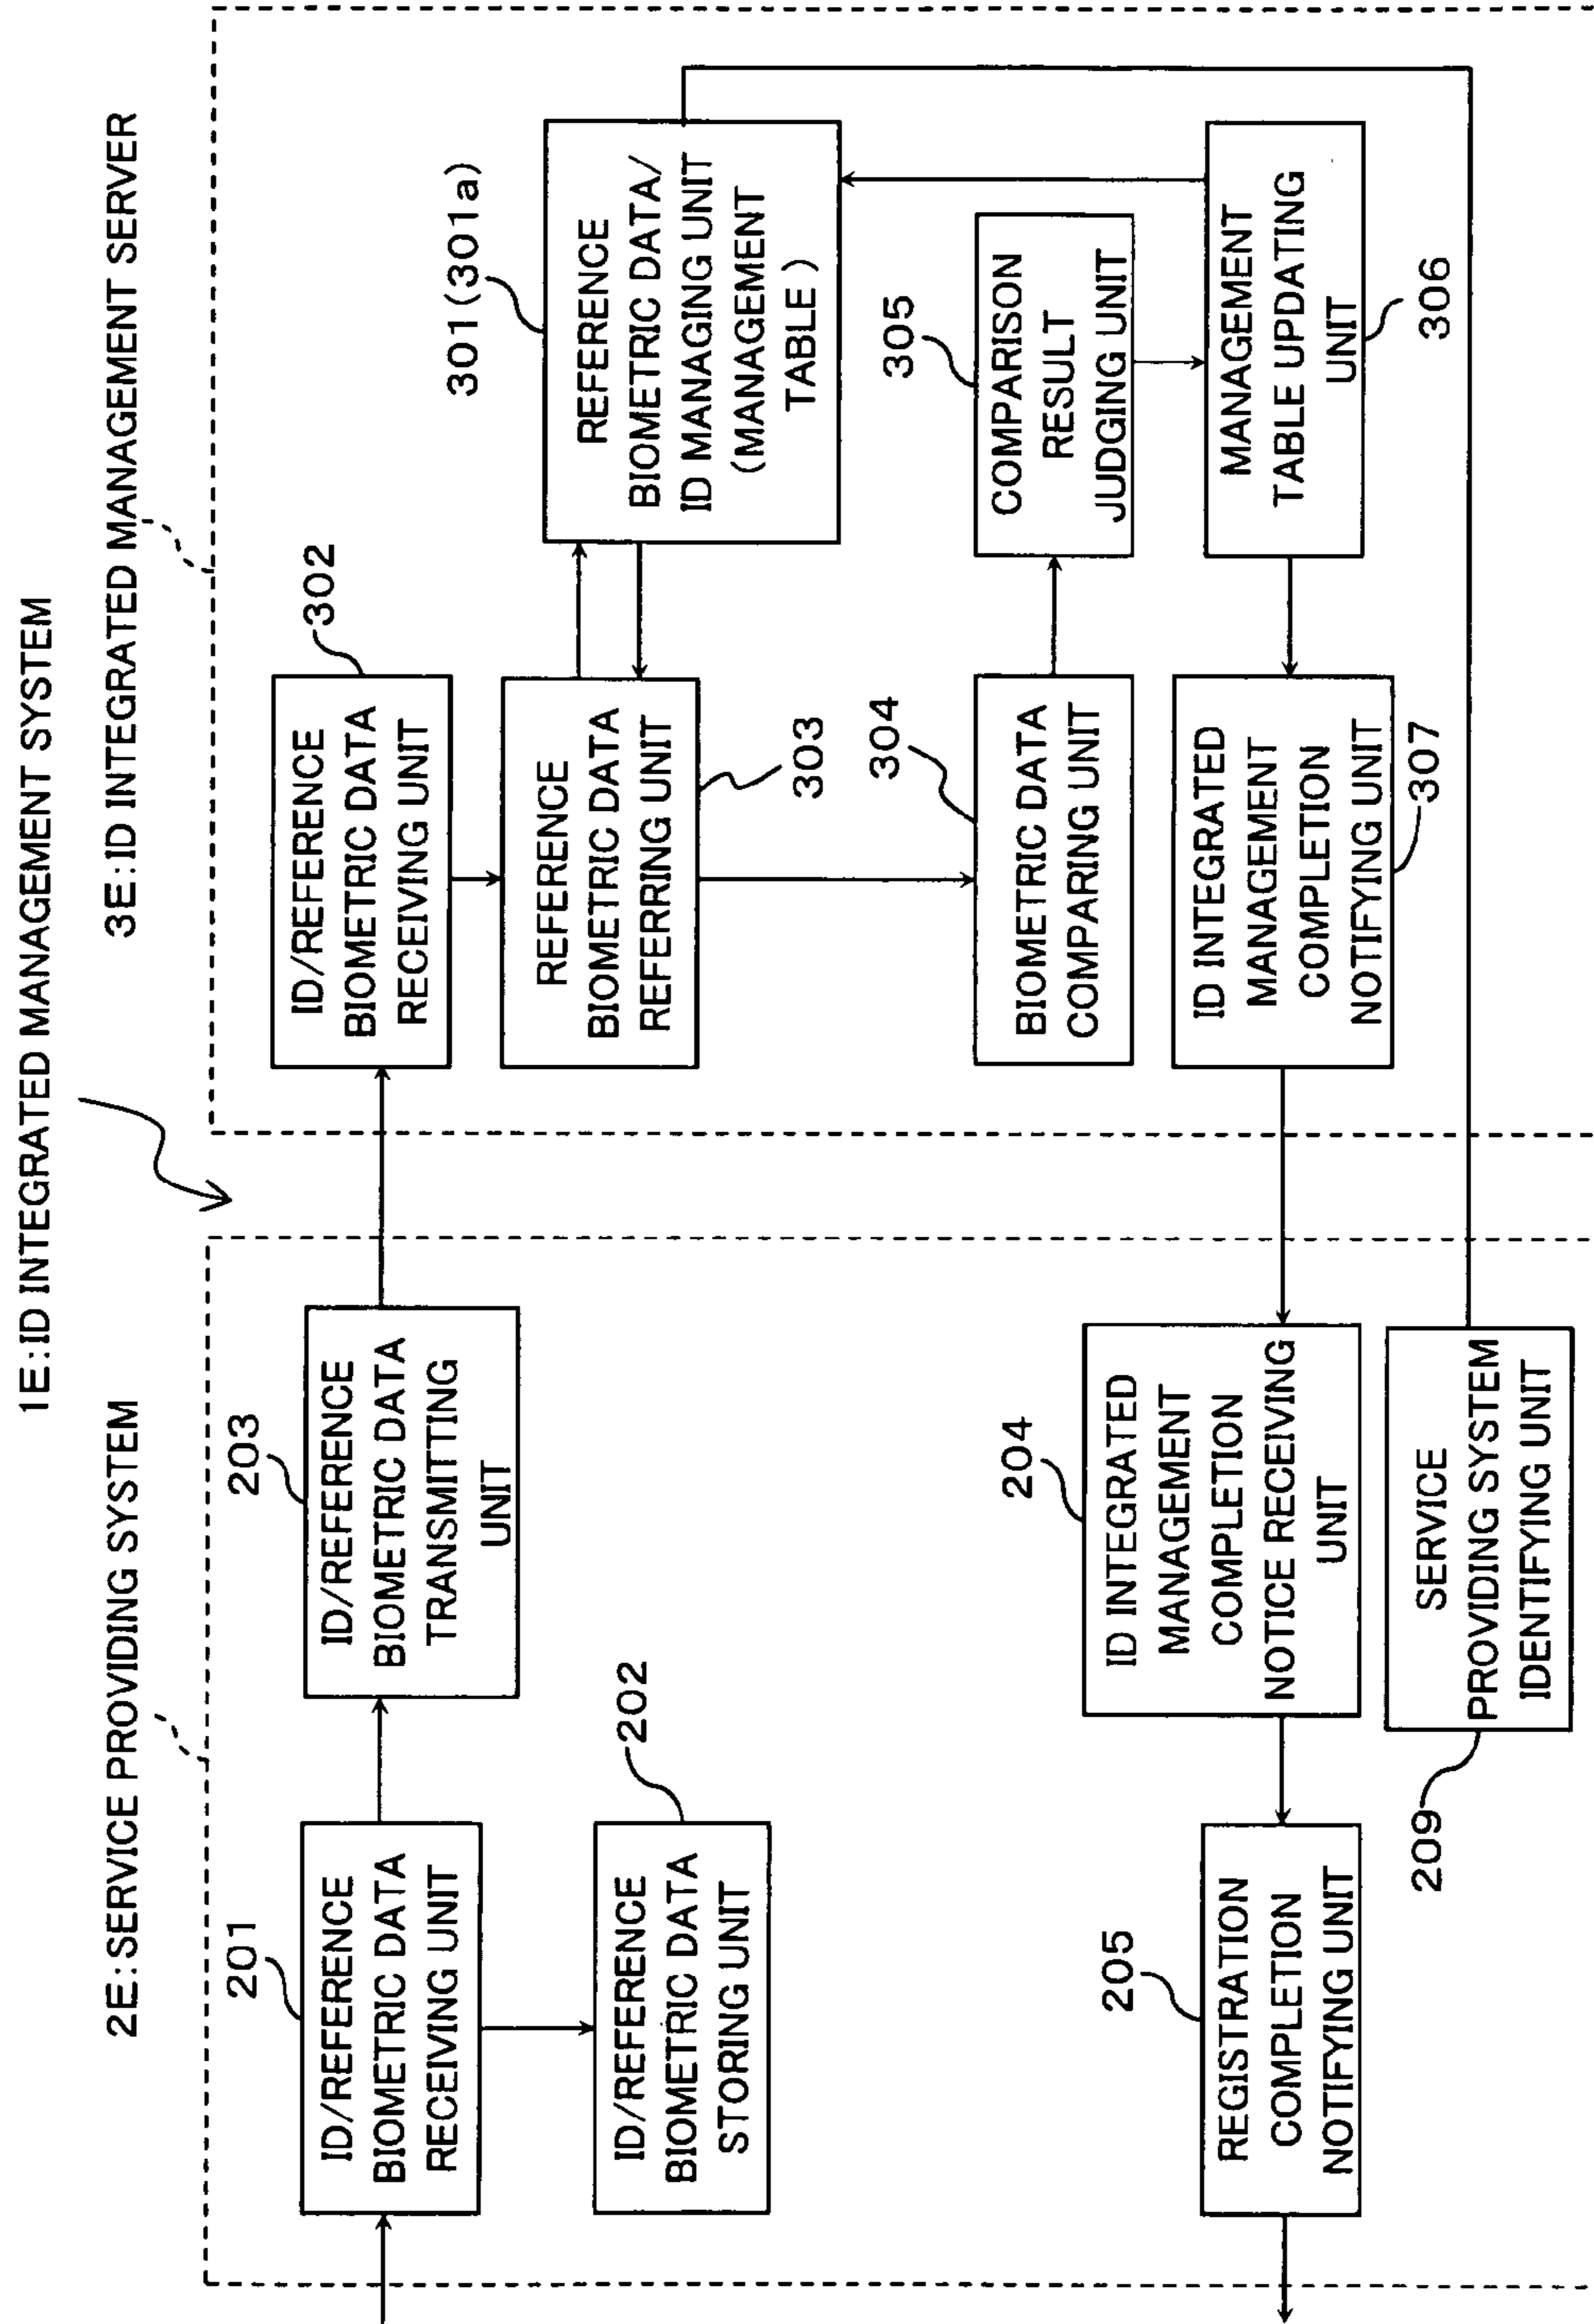 1E:ID INTEGRATED MANAGEMENT SYSTEM
2E:SERVICE PROVIDING SYSTEM
3E:ID INTEGRATED MANAGEMENT SERVER
201
ID/REFERENCE
BIOMETRIC DATA
RECEIVING UNIT
203
ID/REFERENCE
BIOMETRIC DATA
TRANSMITTING
UNIT
302
ID/REFERENCE
BIOMETRIC DATA
RECEIVING UNIT
301(301a)
REFERENCE
BIOMETRIC DATA/
ID MANAGING UNIT
(MANAGEMENT
TABLE)
202
ID/REFERENCE
BIOMETRIC DATA
STORING UNIT
REFERENCE
BIOMETRIC DATA
REFERRING UNIT
303
304
BIOMETRIC DATA
COMPARING UNIT
305
COMPARISON
RESULT
JUDGING UNIT
205
REGISTRATION
COMPLETION
NOTIFYING UNIT
204
ID INTEGRATED
MANAGEMENT
COMPLETION
NOTICE RECEIVING
UNIT
ID INTEGRATED
MANAGEMENT
COMPLETION
NOTIFYING UNIT
307
MANAGEMENT
TABLE UPDATING
UNIT
306
209
SERVICE
PROVIDING SYSTEM
IDENTIFYING UNIT